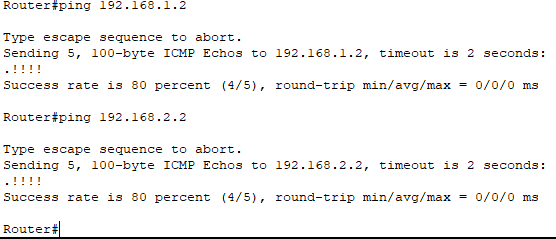 Router#ping 192.168.1.2
Type escape sequence to abort.
Sending 5, 100-byte ICMP Echos to 192.168.1.2, timeout is 2 seconds:
.!!!!
Success rate is 80 percent (4/5), round-trip min/avg/max = 0/0/0 ms
Router#ping 192.168.2.2
Type escape sequence to abort.
Sending 5, 100-byte ICMP Echos to 192.168.2.2, timeout is 2 seconds:
.!!!!
Success rate is 80 percent (4/5), round-trip min/avg/max = 0/0/0 ms
Router#